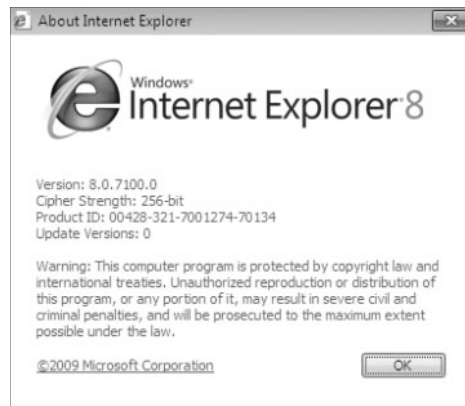 About Internet Explorer
Windows®
Internet Explorer 8
Version: 8.0.7100.0
Cipher Strength: 256-bit
Product ID: 00428-321-7001274-70134
Update Versions: 0
Warning: This computer program is protected by copyright law and
international treaties. Unauthorized reproduction or distribution of
this program, or any portion of it, may result in severe civil and
criminal penalties, and will be prosecuted to the maximum extent
possible under the law.
©2009 Microsoft Corporation
OK